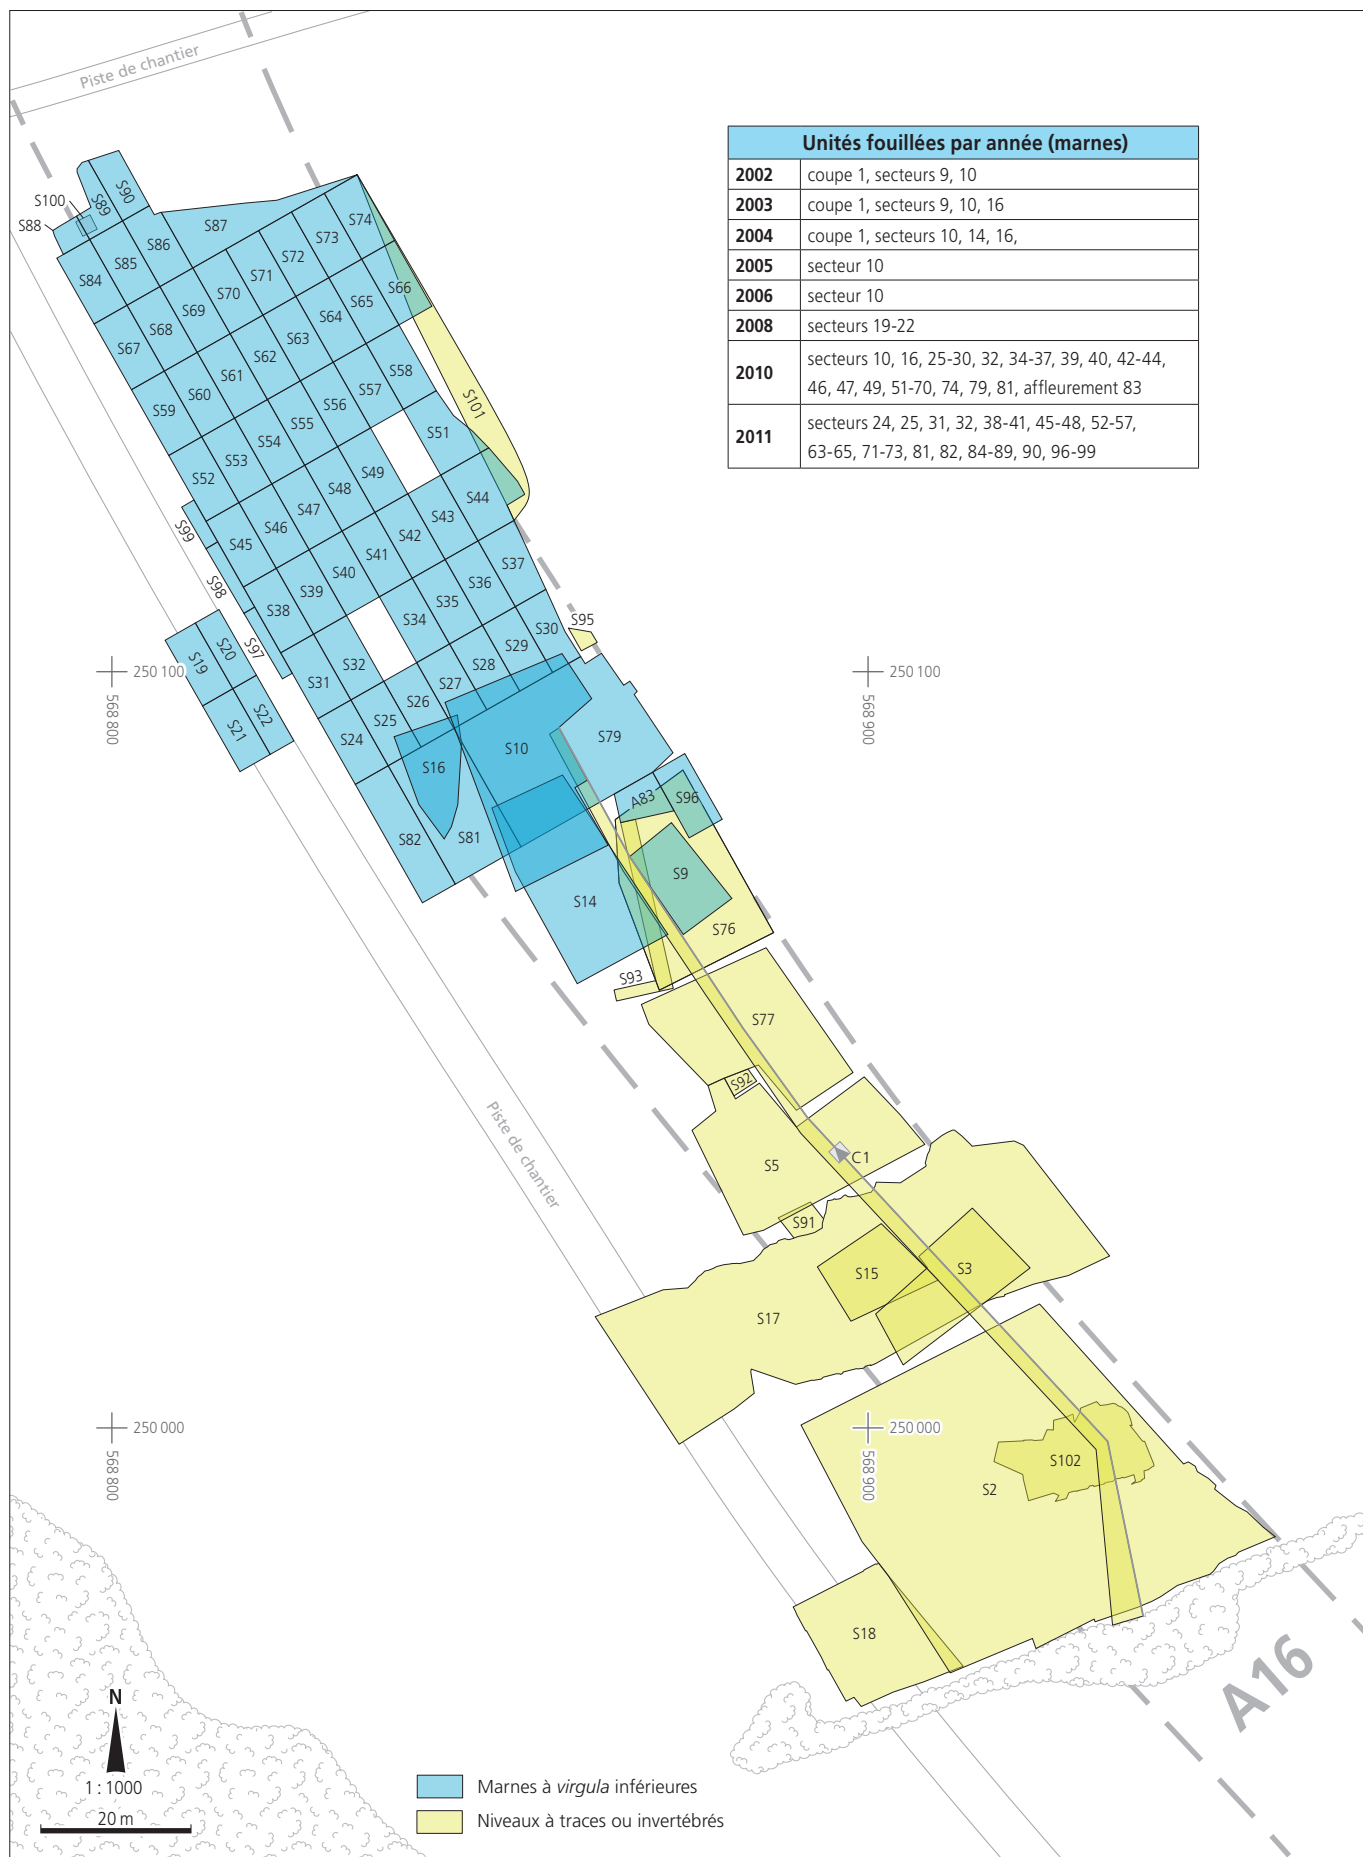 Piste de chantier
Unités fouillées par année (marnes)
2002 coupe 1, secteurs 9, 10
2003 coupe 1, secteurs 9, 10, 16
2004 coupe 1, secteurs 10, 14, 16,
2005 secteur 10
2006 secteur 10
2008 secteurs 19-22
2010 secteurs 10, 16, 25-30, 32, 34-37, 39, 40, 42-44,
46, 47, 49, 51-70, 74, 79, 81, affleurement 83
2011 secteurs 24, 25, 31, 32, 38-41, 45-48, 52-57,
63-65, 71-73, 81, 82, 84-89, 90, 96-99
S100
S88
S89
S90
S87
S86
S85
S84
S74
S73
S72
S71
S70
S69
S68
S67
S66
S65
S64
S63
S62
S61
S60
S59
S58
S57
S56
S55
S54
S53
S52
S101
S51
S49
S48
S47
S46
S45
S44
S43
S42
S41
S40
S39
S38
S99
S98
S97
S37
S36
S35
S34
S32
S31
S30
S29
S28
S27
S26
S25
S24
S95
S19
S20
S21
S22
250 100
568 800
250 100
568 900
S10
S16
S79
S81
S82
S14
A83
S96
S9
S76
S93
S77
S92
S5
C1
Piste de chantier
S91
S15
S3
S17
250 000
568 800
250 000
568 900
S102
S2
S18
A16
N
1 : 1000
20 m
Marnes à virgula inférieures
Niveaux à traces ou invertébrés